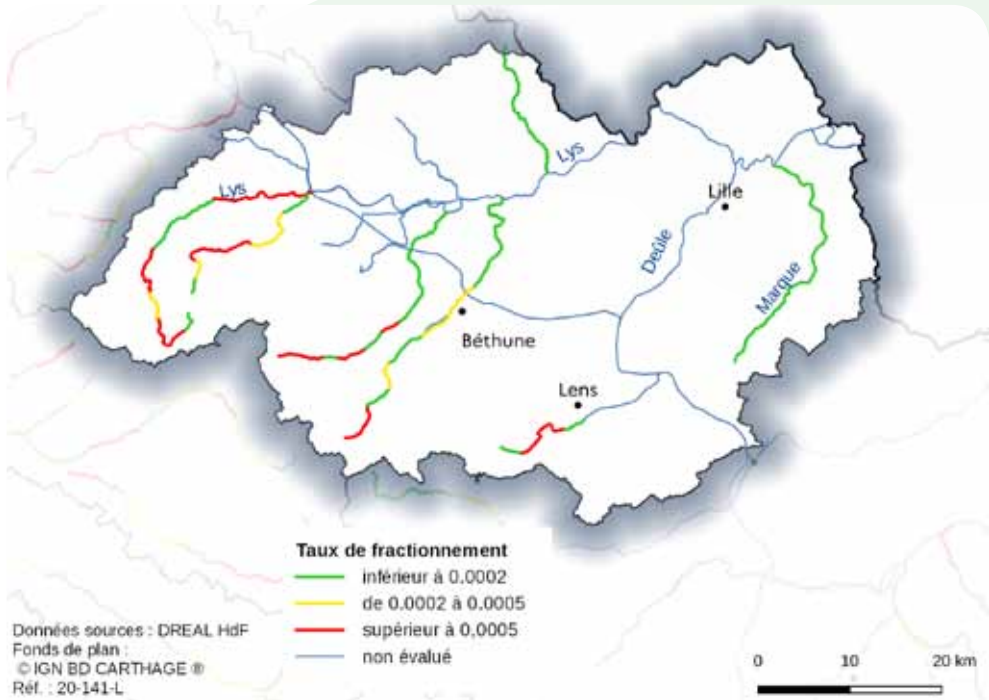 Lys
Lys
Lille
Deûle
Marque
Béthune
Lens
Taux de fractionnement
inférieur à 0.0002
de 0.0002 à 0.0005
supérieur à 0.0005
non évalué
Données sources : DREAL HdF
Fonds de plan :
© IGN BD CARTHAGE ®
Réf. : 20-141-L
0 10 20 km